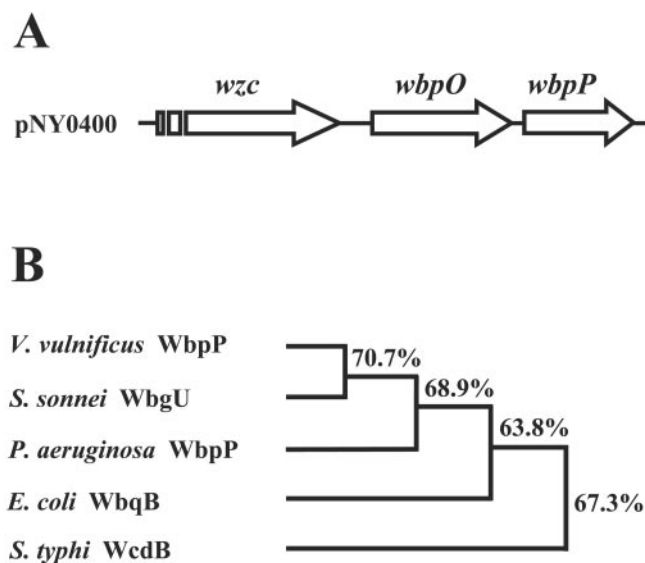 A
wzc wbpO wbpP
pNY0400
B
V. vulnificus WbpP
70.7%
S. sonnei WbgU
68.9%
P. aeruginosa WbpP
63.8%
E. coli WbqB
67.3%
S. typhi WcdB